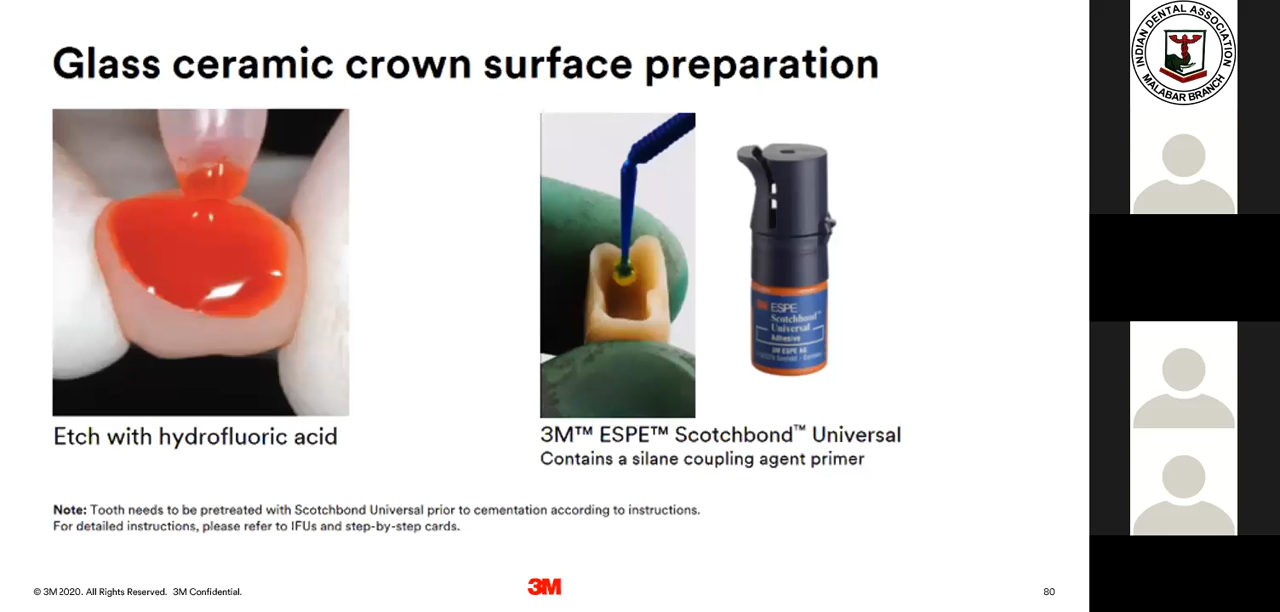 Glass ceramic crown surface preparation
INDIAN DENTAL ASSOCIATION
MALABAR BRANCH
3M ESPE
Scotchbond™
Universal
Adhesive
3M ESPE AG
Etch with hydrofluoric acid
3M™ ESPE™ Scotchbond™ Universal
Contains a silane coupling agent primer
Note: Tooth needs to be pretreated with Scotchbond Universal prior to cementation according to instructions.
For detailed instructions, please refer to IFUs and step-by-step cards.
© 3M 2020. All Rights Reserved. 3M Confidential.
3M
80